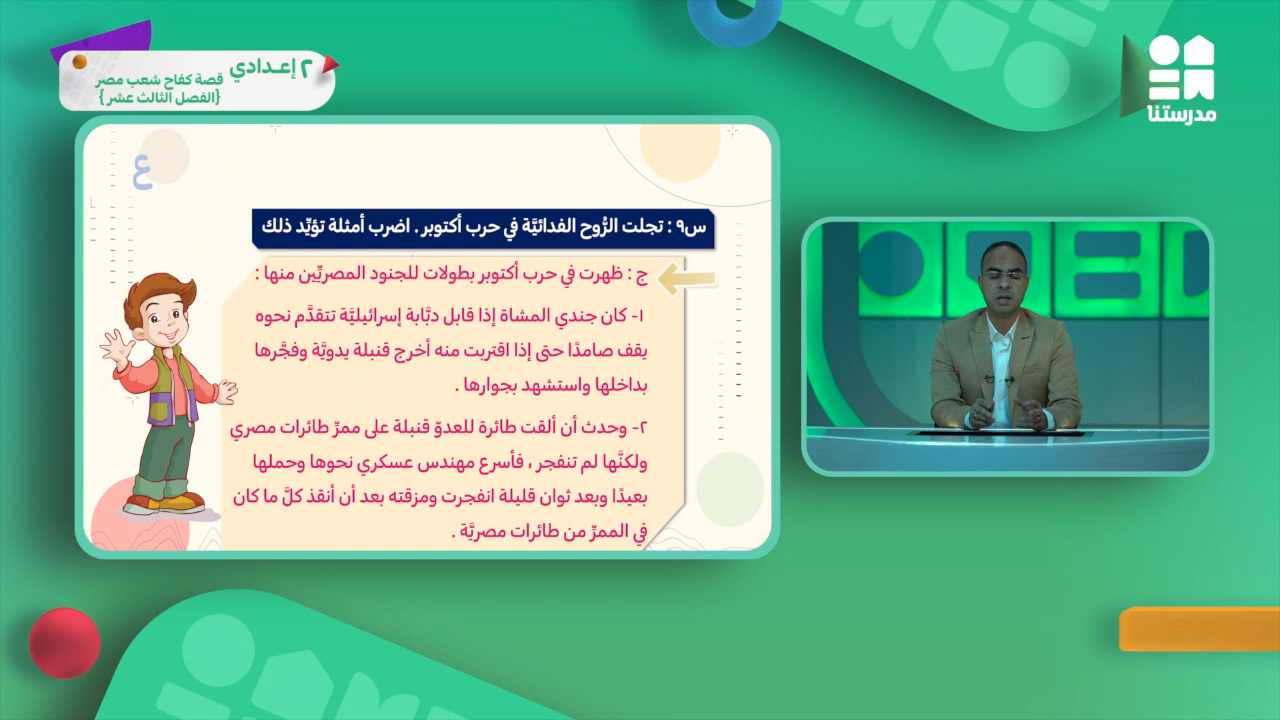 ٢ إعـدادي
قصة كفاح شعب مصر
{الفصل الثالث عشر}
مدرستنا
ع
س٩ : تجلت الرُّوح الفدائيَّة في حرب أكتوبر . اضرب أمثلة تؤيِّد ذلك
ج : ظهرت في حرب أكتوبر بطولات للجنود المصريِّين منها :
١- كان جندي المشاة إذا قابل دبَّابة إسرائيليَّة تتقدَّم نحوه
يقف صامدًا حتى إذا اقتربت منه أخرج قنبلة يدويَّة وفجَّرها
بداخلها واستشهد بجوارها .
٢- وحدث أن ألقت طائرة للعدوّ قنبلة على ممرِّ طائرات مصري
ولكنَّها لم تنفجر ، فأسرع مهندس عسكري نحوها وحملها
بعيدًا وبعد ثوان قليلة انفجرت ومزقته بعد أن أنقذ كلَّ ما كان
في الممرِّ من طائرات مصريَّة .